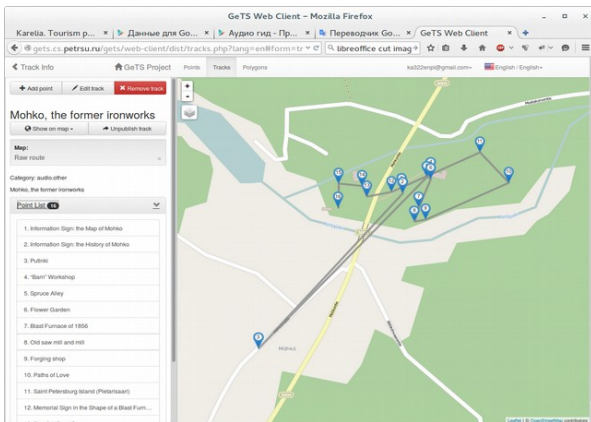 GeTS Web Client – Mozilla Firefox
Karelia. Tourism p... × Данные для Go... × Аудио гид - Пр... × Переводчик Go... × GeTS Web Client ×
gets.cs.petrsu.ru/gets/web-client/dist/tracks.php?lang=en#form=tr libreoffice cut imag
Track Info GeTS Project Points Tracks Polygons English / English
Add point Edit track Remove track
Mohko, the former ironworks
Show on map Unpublish track
Map:
Raw route
Category: audio.other
Mohko, the former ironworks
Point List 16
1. Information Sign: the Map of Mohko
2. Information Sign: the History of Mohko
3. Putinki
4. "Barn" Workshop
5. Spruce Alley
6. Flower Garden
7. Blast Furnace of 1856
8. Old saw mill and mill
9. Forging shop
10. Paths of Love
11. Saint Petersburg Island (Pietarisaari)
12. Memorial Sign in the Shape of a Blast Furn...
Leaflet | © OpenStreetMap contributors